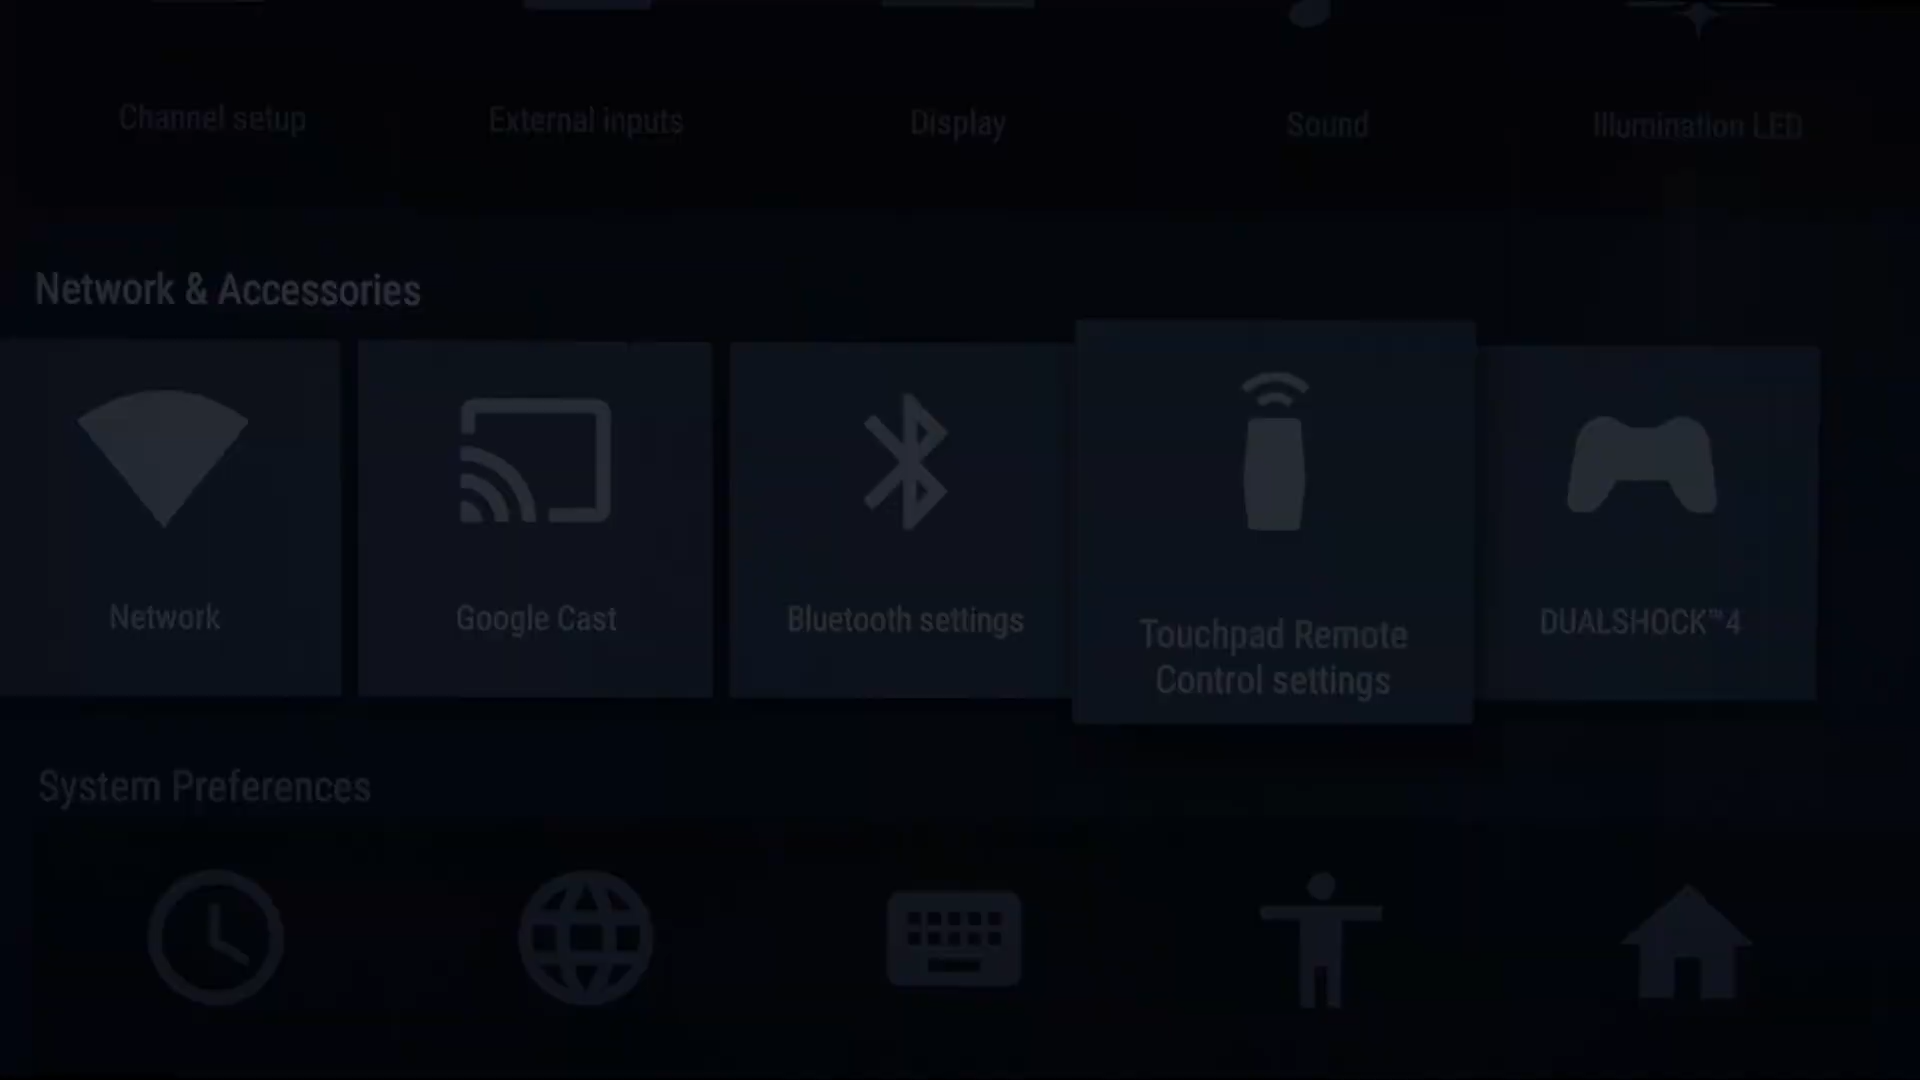 Channel setup
External inputs
Display
Sound
Illumination LED
Network & Accessories
Network
Google Cast
Bluetooth settings
Touchpad Remote
Control settings
DUALSHOCK™4
System Preferences